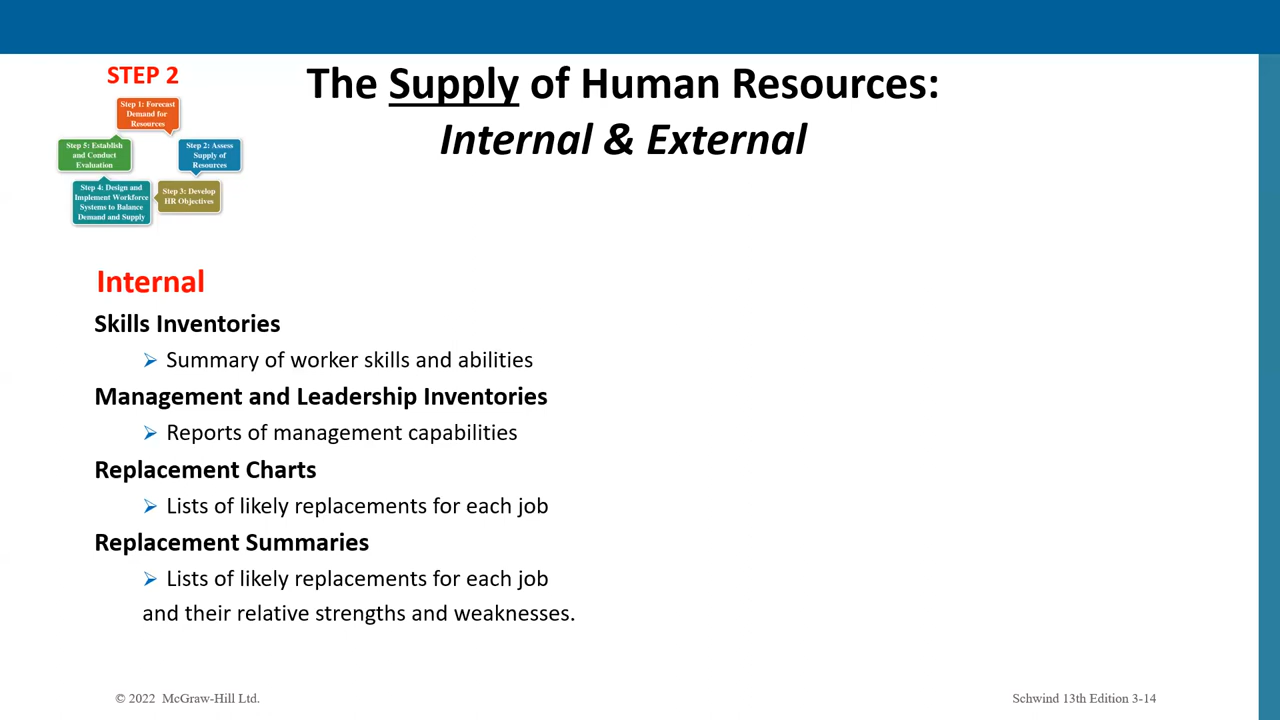 STEP 2
The Supply of Human Resources:
Internal & External
Step 1: Forecast
Demand for
Resources
Step 5: Establish
and Conduct
Evaluation
Step 2: Assess
Supply of
Resources
Step 4: Design and
Implement Workforce
Systems to Balance
Demand and Supply
Step 3: Develop
HR Objectives
Internal
Skills Inventories
➢ Summary of worker skills and abilities
Management and Leadership Inventories
➢ Reports of management capabilities
Replacement Charts
➢ Lists of likely replacements for each job
Replacement Summaries
➢ Lists of likely replacements for each job
and their relative strengths and weaknesses.
© 2022 McGraw-Hill Ltd.
Schwind 13th Edition 3-14